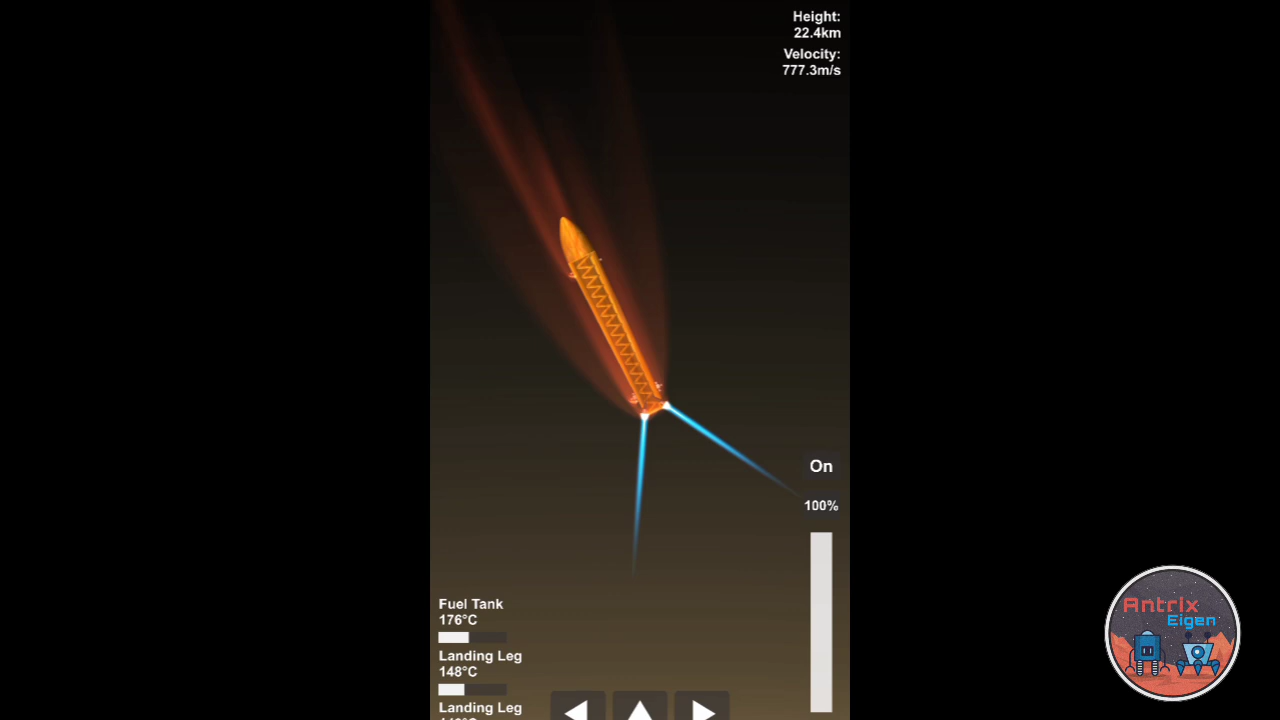 Height:
22.4km
Velocity:
777.3m/s
On
100%
Fuel Tank
176°C
Landing Leg
148°C
Landing Leg
Antrix
Eigen